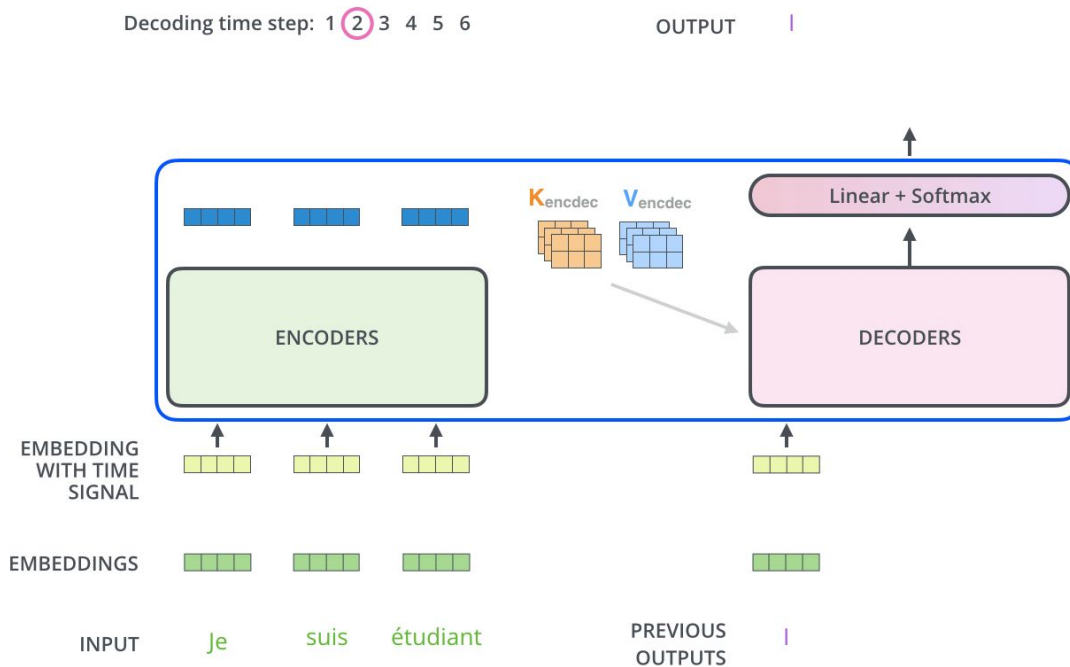 Decoding time step: 1 2 3 4 5 6
OUTPUT I
Kencdec Vencdec
Linear + Softmax
ENCODERS
DECODERS
EMBEDDING
WITH TIME
SIGNAL
EMBEDDINGS
INPUT Je suis étudiant
PREVIOUS
OUTPUTS
I